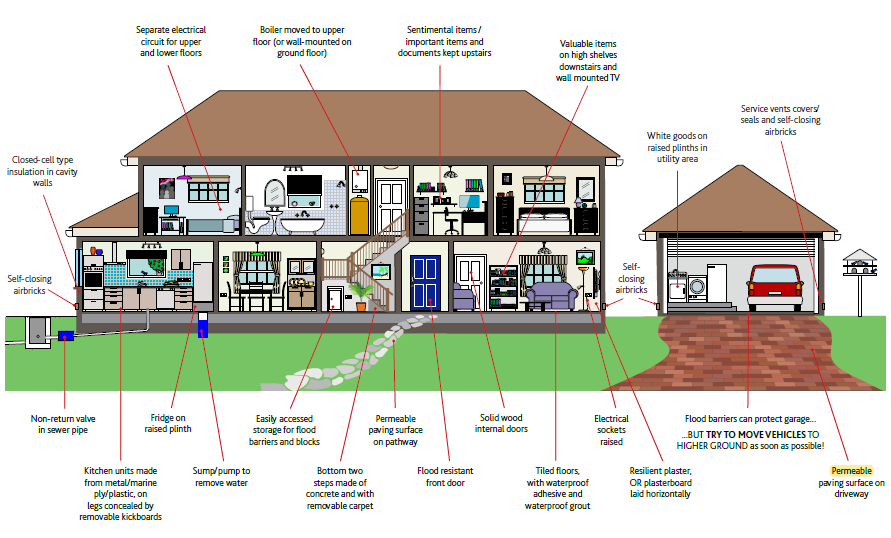 Separate electrical
circuit for upper
and lower floors
Boiler moved to upper
floor (or wall-mounted on
ground floor)
Sentimental items /
important items and
documents kept upstairs
Valuable items
on high shelves
downstairs and
wall mounted TV
Service vents covers/
seals and self-closing
airbricks
White goods on
raised plinths in
utility area
Closed-cell type
insulation in cavity
walls
Self-closing
airbricks
Self-
closing
airbricks
Non-return valve
in sewer pipe
Fridge on
raised plinth
Easily accessed
storage for flood
barriers and blocks
Permeable
paving surface
on pathway
Solid wood
internal doors
Electrical
sockets
raised
Flood barriers can protect garage...
...BUT TRY TO MOVE VEHICLES TO
HIGHER GROUND as soon as possible!
Kitchen units made
from metal/marine
ply/plastic, on
legs concealed by
removable kickboards
Sump/pump to
remove water
Bottom two
steps made of
concrete and with
removable carpet
Flood resistant
front door
Tiled floors,
with waterproof
adhesive and
waterproof grout
Resilient plaster,
OR plasterboard
laid horizontally
Permeable
paving surface on
driveway